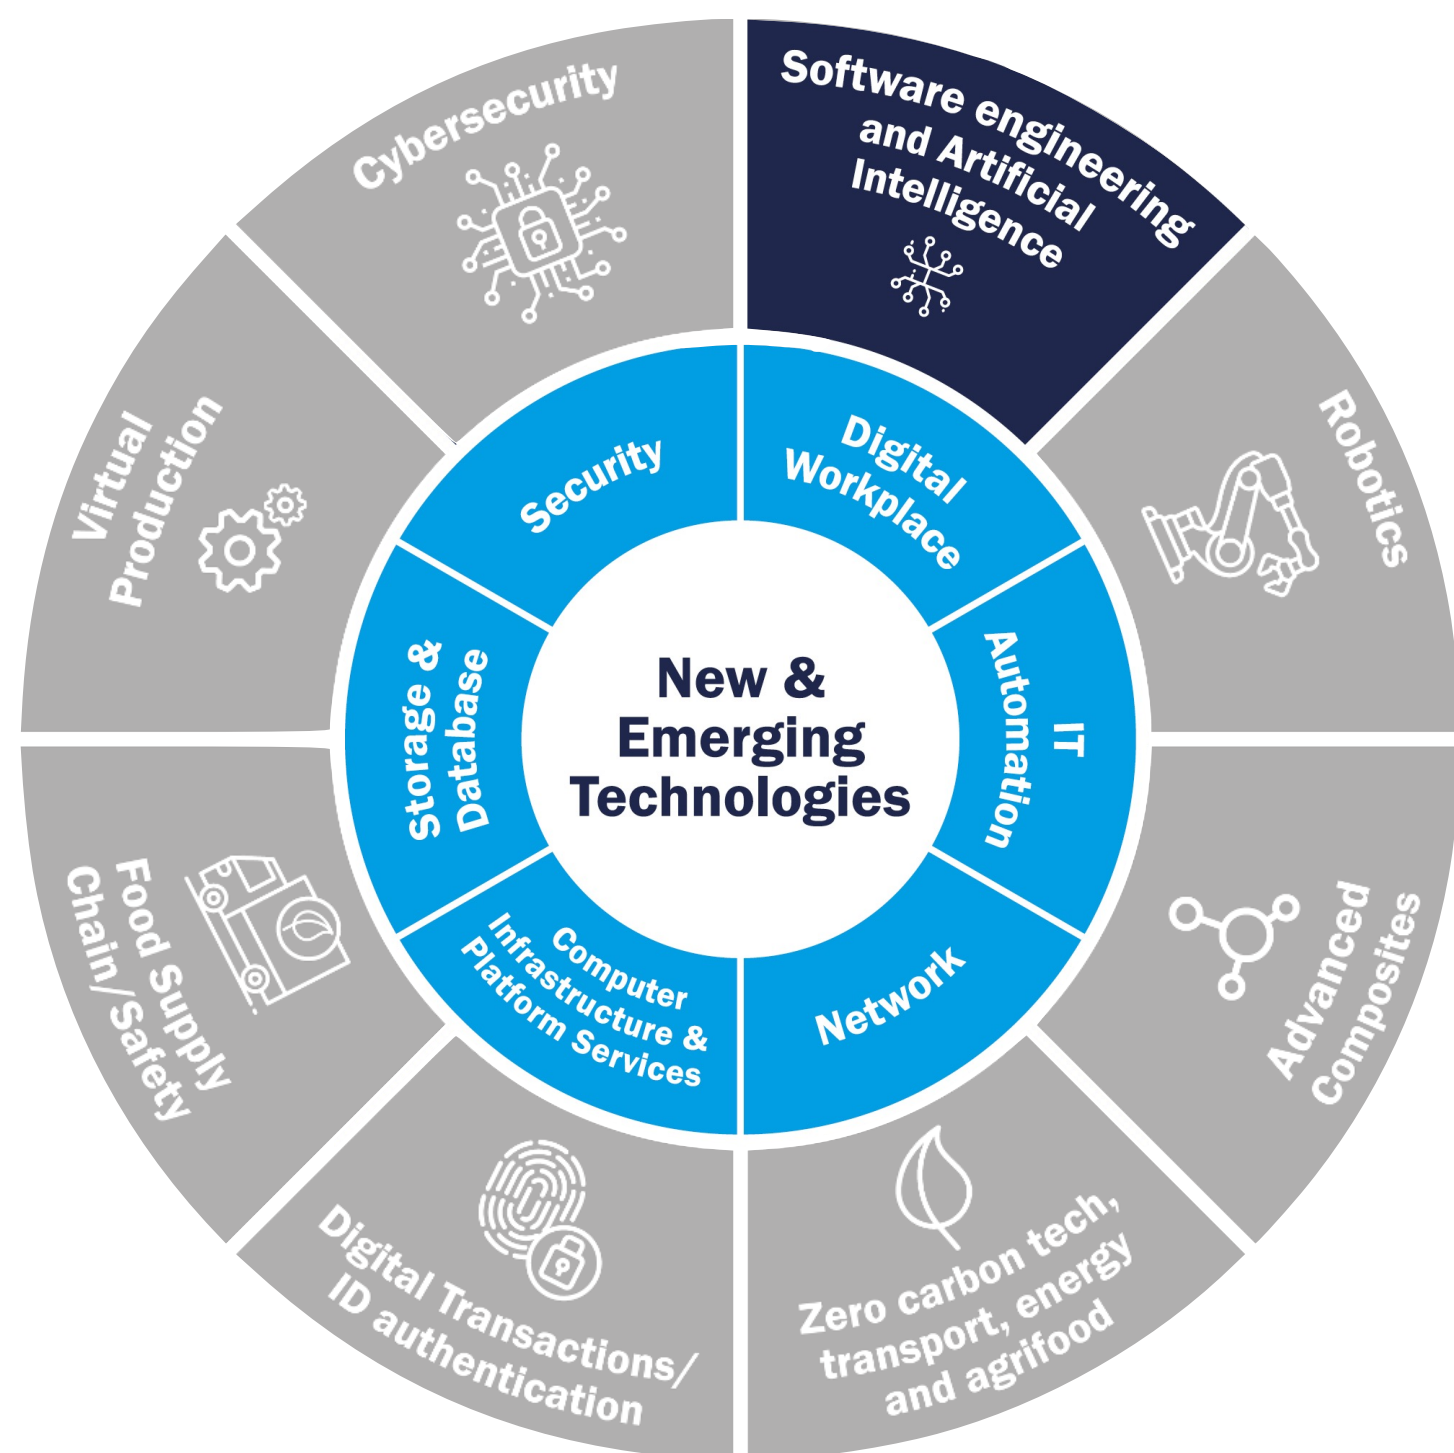 Software engineering
and Artificial
Intelligence
Robotics
Advanced
Composites
Zero carbon tech,
transport, energy
and agrifood
Digital Transactions/
ID authentication
Food Supply
Chain/Safety
Virtual
Production
Cybersecurity
Digital
Workplace
IT
Automation
Network
Computer
Infrastructure &
Platform Services
Storage &
Database
Security
New &
Emerging
Technologies